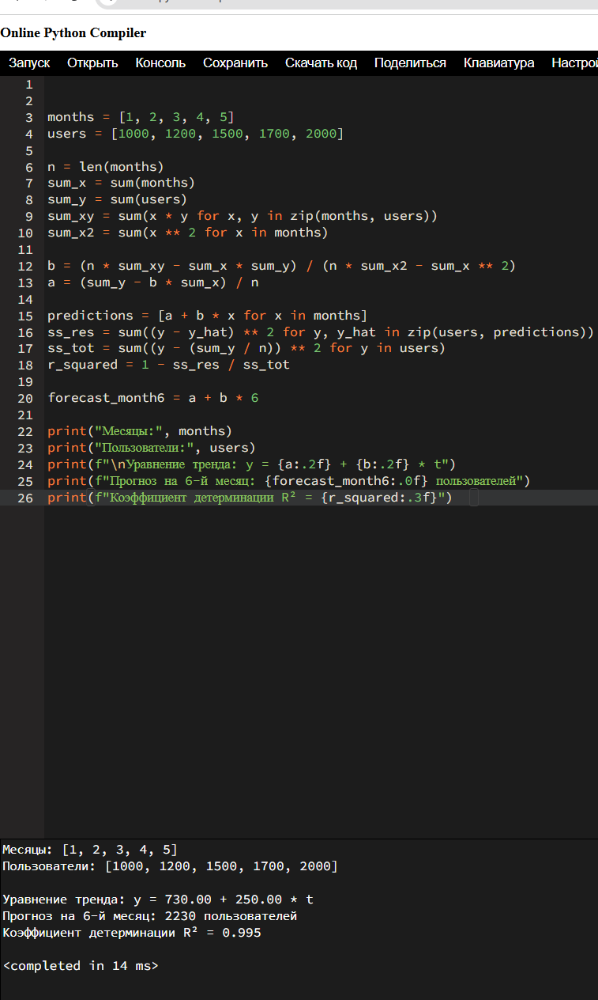 Online Python Compiler
Запуск Открыть Консоль Сохранить Скачать код Поделиться Клавиатура Настрой
1
2
3 months = [1, 2, 3, 4, 5]
4 users = [1000, 1200, 1500, 1700, 2000]
5
6 n = len(months)
7 sum_x = sum(months)
8 sum_y = sum(users)
9 sum_xy = sum(x * y for x, y in zip(months, users))
10 sum_x2 = sum(x ** 2 for x in months)
11
12 b = (n * sum_xy - sum_x * sum_y) / (n * sum_x2 - sum_x ** 2)
13 a = (sum_y - b * sum_x) / n
14
15 predictions = [a + b * x for x in months]
16 ss_res = sum((y - y_hat) ** 2 for y, y_hat in zip(users, predictions))
17 ss_tot = sum((y - (sum_y / n)) ** 2 for y in users)
18 r_squared = 1 - ss_res / ss_tot
19
20 forecast_month6 = a + b * 6
21
22 print("Месяцы:", months)
23 print("Пользователи:", users)
24 print(f"\nУравнение тренда: y = {a:.2f} + {b:.2f} * t")
25 print(f"Прогноз на 6-й месяц: {forecast_month6:.0f} пользователей")
26 print(f"Коэффициент детерминации R² = {r_squared:.3f}")
Месяцы: [1, 2, 3, 4, 5]
Пользователи: [1000, 1200, 1500, 1700, 2000]
Уравнение тренда: y = 730.00 + 250.00 * t
Прогноз на 6-й месяц: 2230 пользователей
Коэффициент детерминации R² = 0.995
<completed in 14 ms>